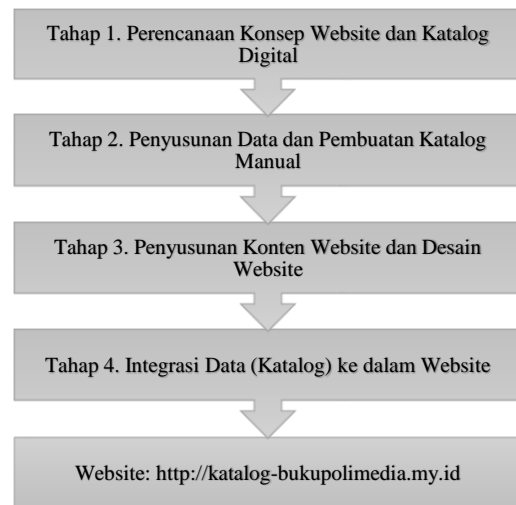 Tahap 1. Perencanaan Konsep Website dan Katalog
Digital
Tahap 2. Penyusunan Data dan Pembuatan Katalog
Manual
Tahap 3. Penyusunan Konten Website dan Desain
Website
Tahap 4. Integrasi Data (Katalog) ke dalam Website
Website: http://katalog-bukupolimedia.my.id